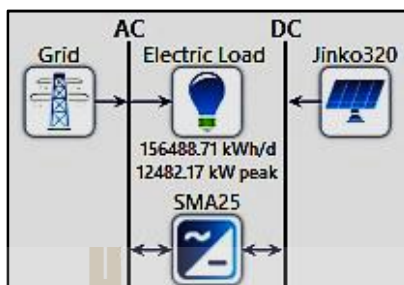 AC DC
Grid Electric Load Jinko320
156488.71 kWh/d
12482.17 kW peak
SMA25